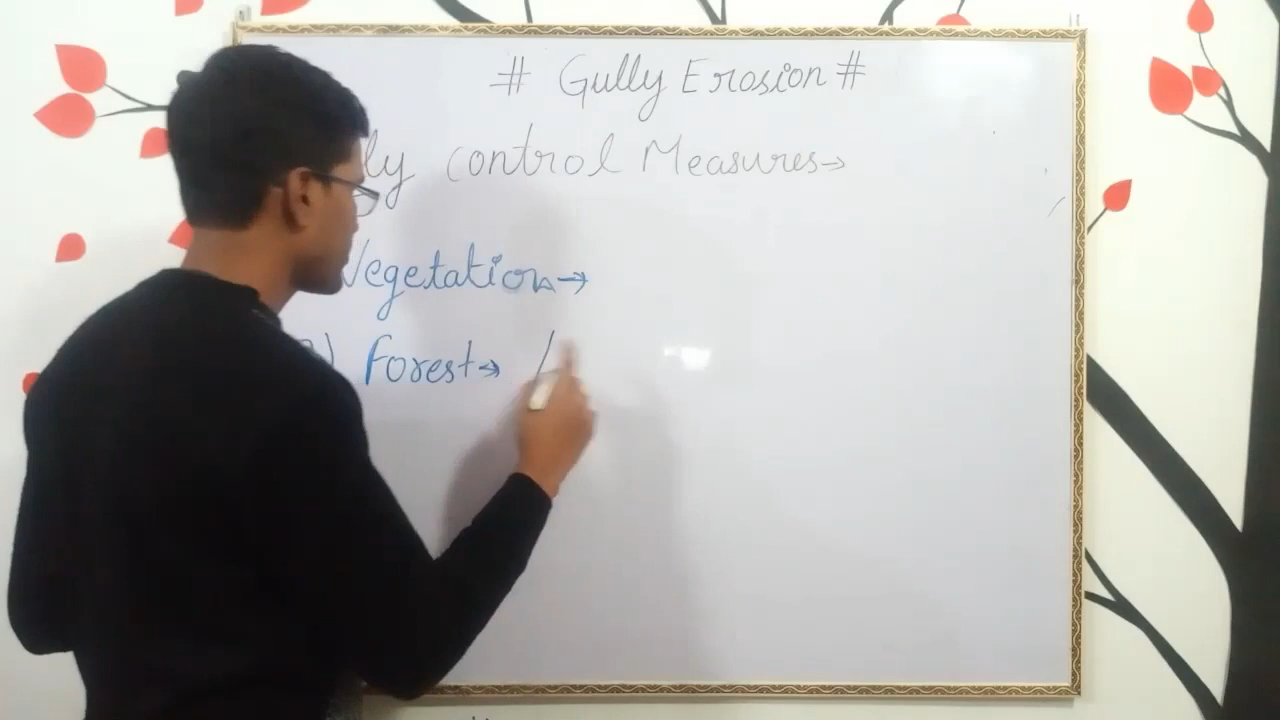 # Gully Erosion #
ly control Measures→
Vegetation→
Forest→